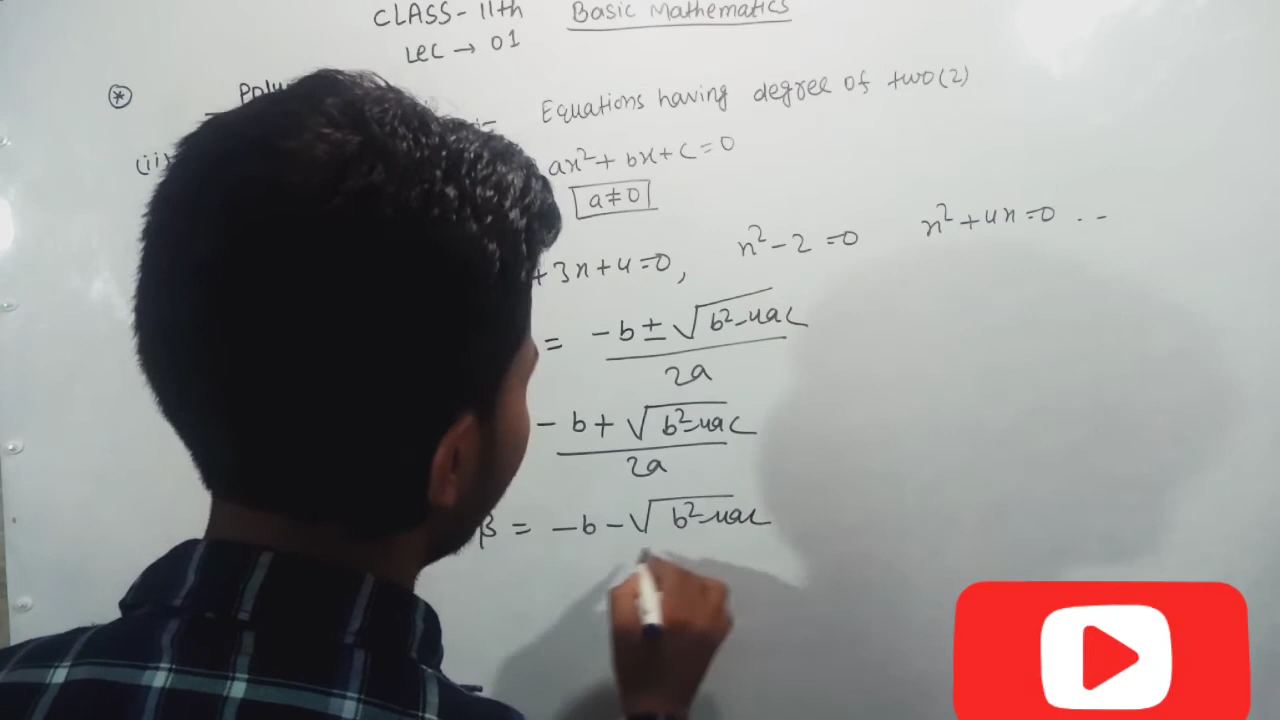 CLASS- 11th Basic Mathematics
Lec → 01
* Equations having degree of two(2)
(ii) ax²+ bx+c=0
a≠0
+3x+4=0, x²-2=0 x²+4x=0 ..
= -b±√b²-4ac
2a
-b+√b²-4ac
2a
β = -b-√b²-4ac